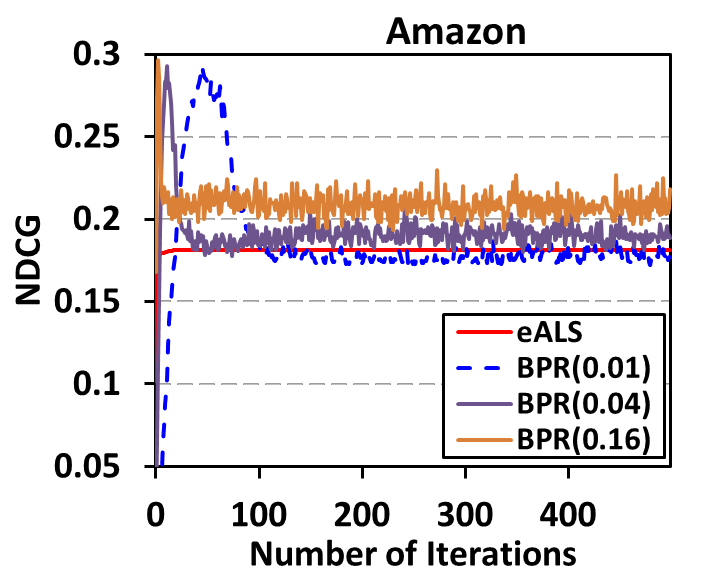 Amazon
NDCG
0.3
0.25
0.2
0.15
0.1
0.05
eALS
BPR(0.01)
BPR(0.04)
BPR(0.16)
0 100 200 300 400
Number of Iterations